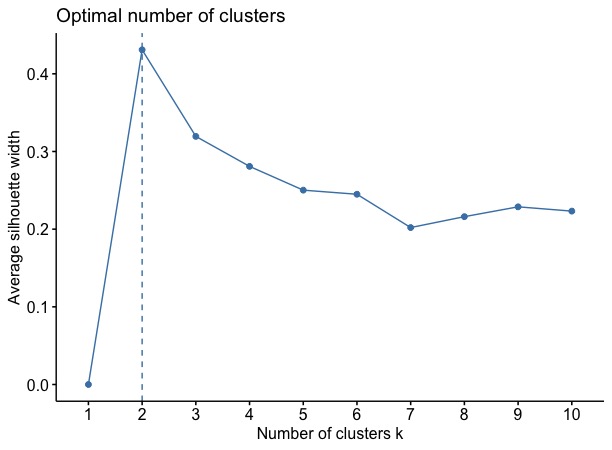 Optimal number of clusters
Average silhouette width
0.4
0.3
0.2
0.1
0.0
1 2 3 4 5 6 7 8 9 10
Number of clusters k